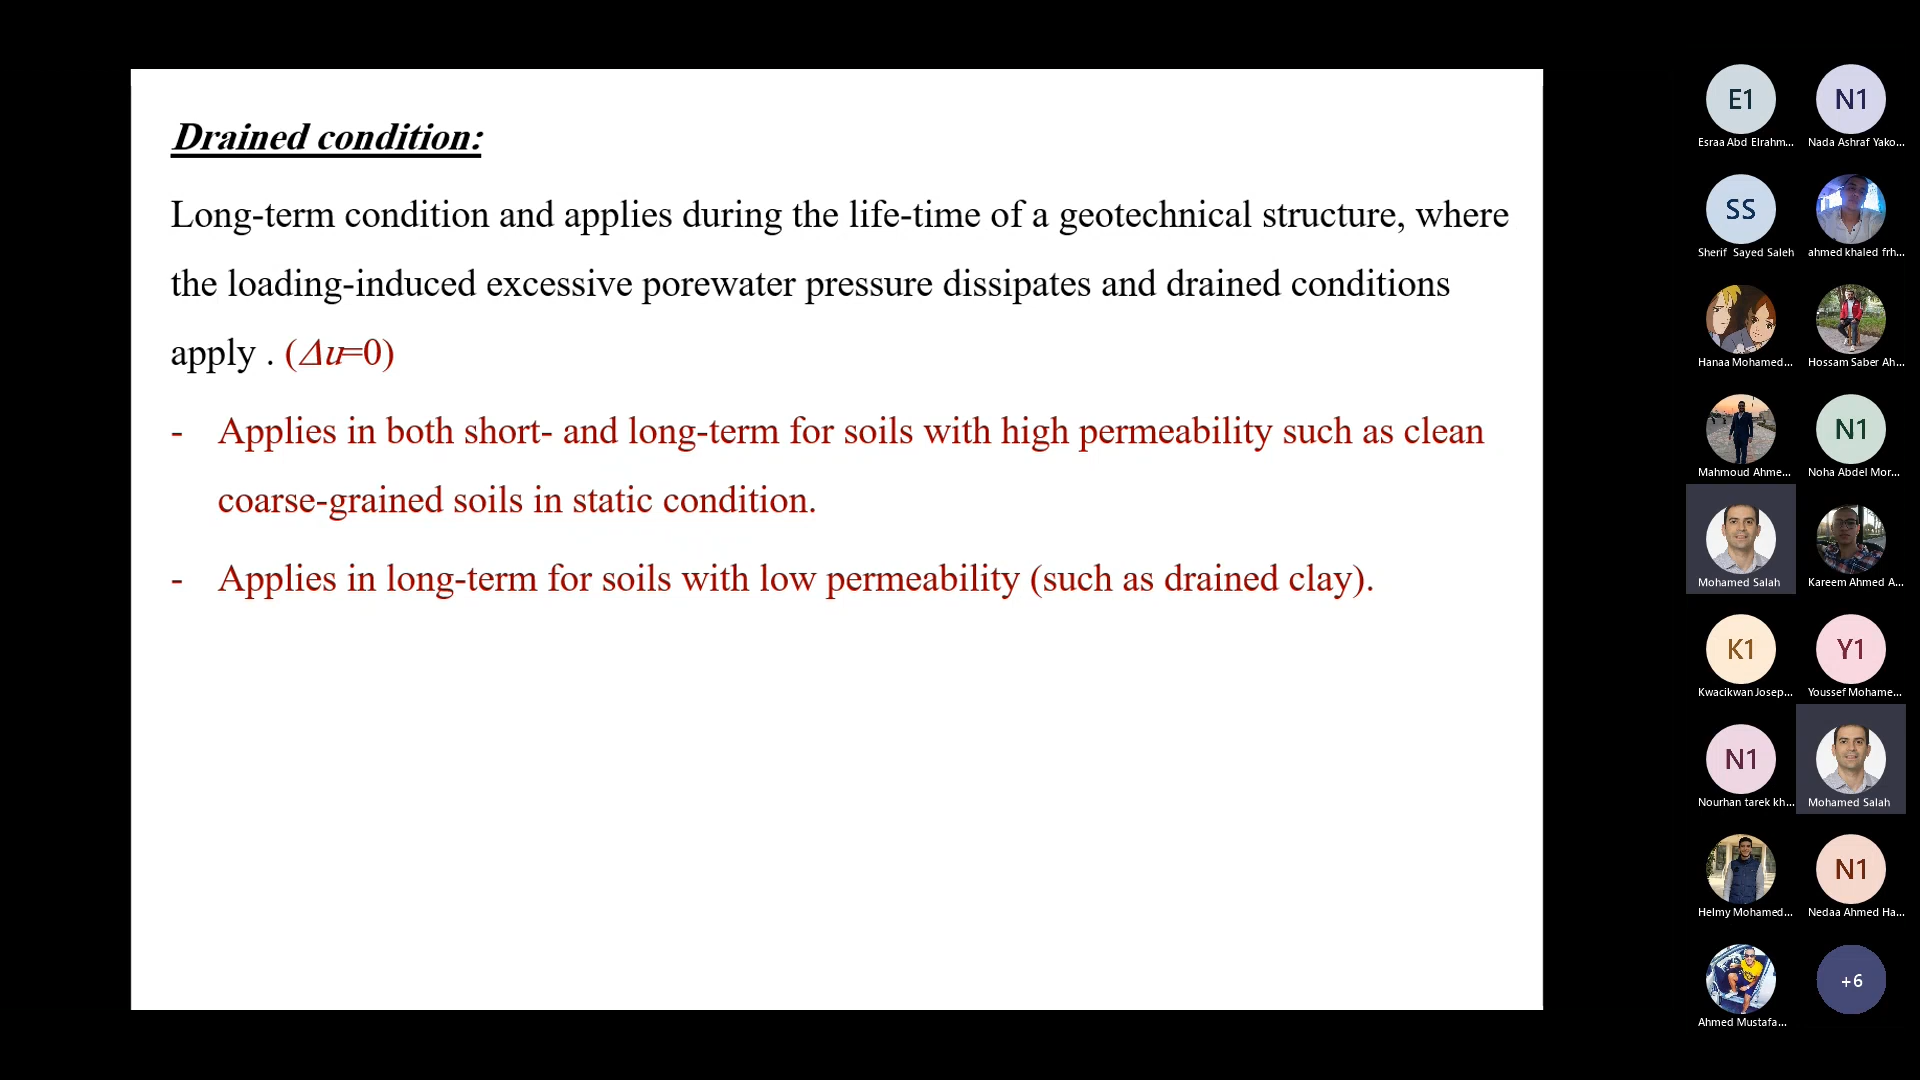 Drained condition:
Long-term condition and applies during the life-time of a geotechnical structure, where
the loading-induced excessive porewater pressure dissipates and drained conditions
apply . (Δu=0)
- Applies in both short- and long-term for soils with high permeability such as clean
coarse-grained soils in static condition.
- Applies in long-term for soils with low permeability (such as drained clay).
E1
N1
Esraa Abd Elrahm...
Nada Ashraf Yako...
SS
Sherif Sayed Saleh
ahmed khaled frh...
Hanaa Mohamed...
Hossam Saber Ah...
N1
Mahmoud Ahme...
Noha Abdel Mor...
Mohamed Salah
Kareem Ahmed A...
K1
Y1
Kwacikwan Josep...
Youssef Mohame...
N1
Nourhan tarek kh...
Mohamed Salah
N1
Helmy Mohamed...
Nedaa Ahmed Ha...
+6
Ahmed Mustafa...